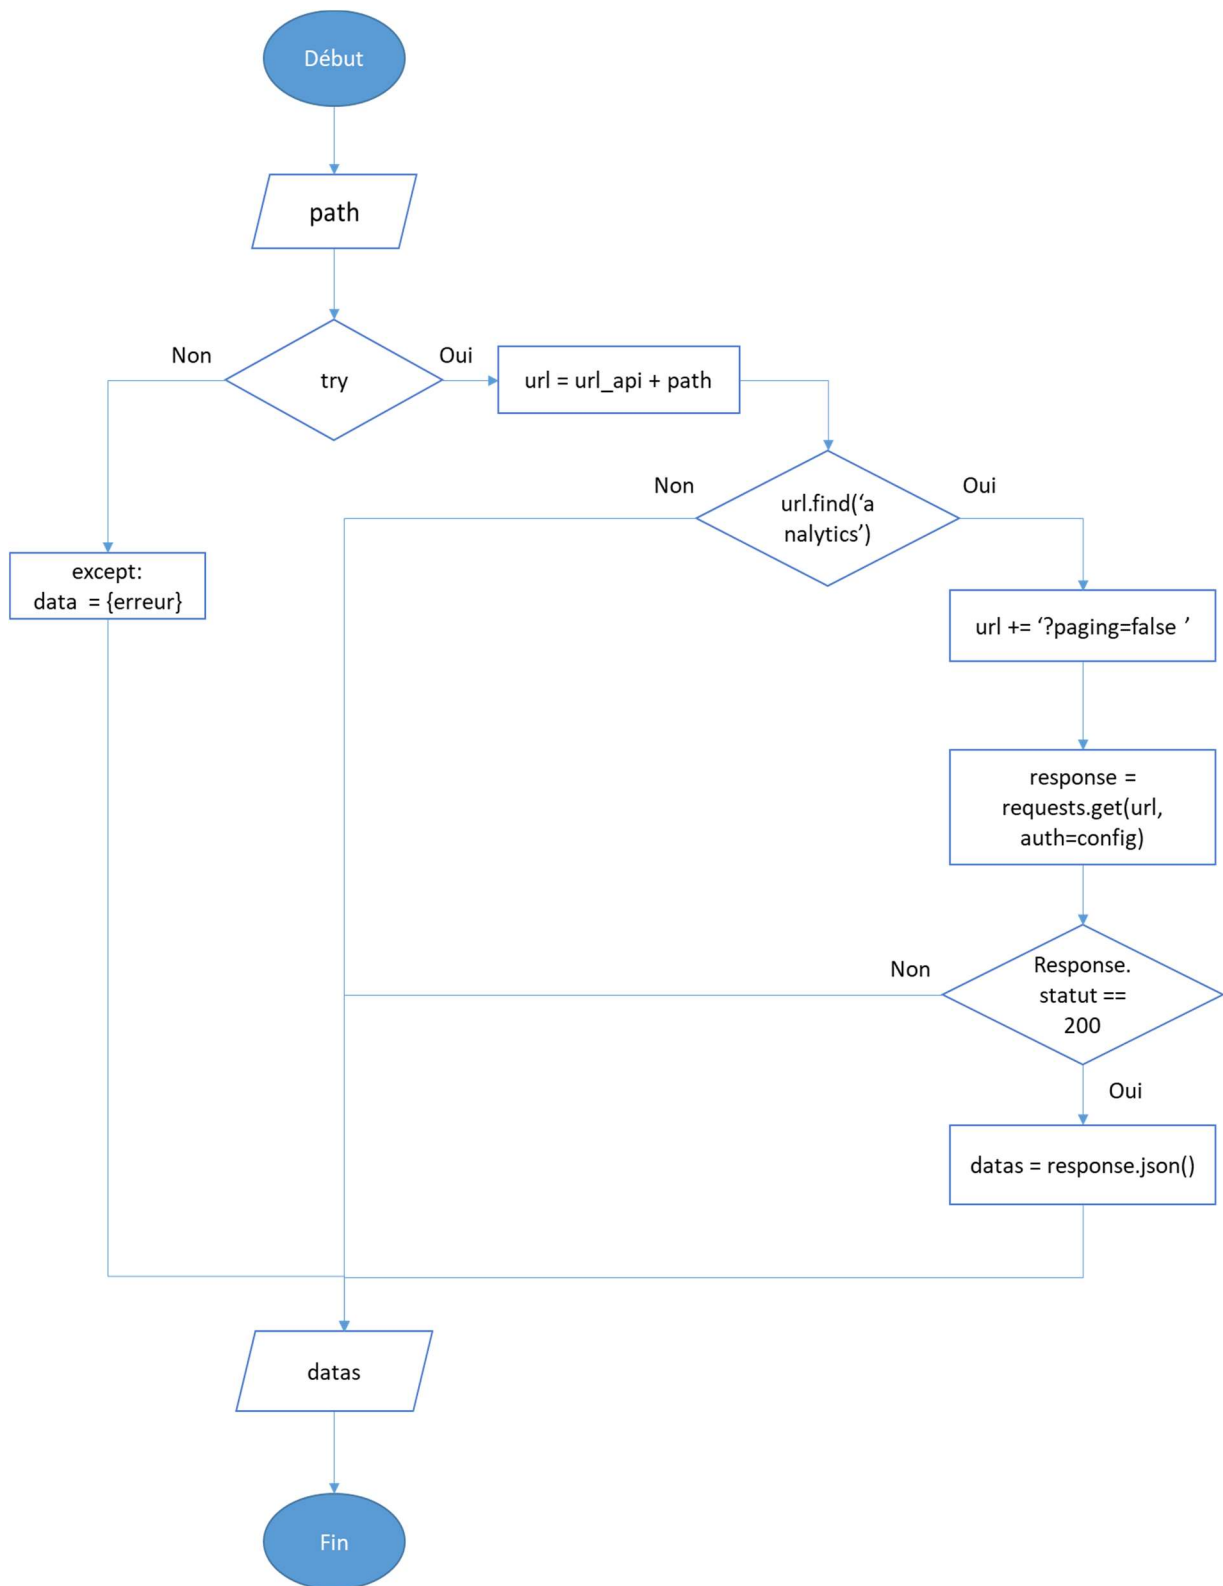 Début
path
Non
Oui
try
url = url_api + path
Non
Oui
url.find(‘a
nalytics’)
except:
data  = {erreur}
url += ‘?paging=false ’
response =
requests.get(url,
auth=config)
Non
Response.
statut ==
200
Oui
datas = response.json()
datas
Fin